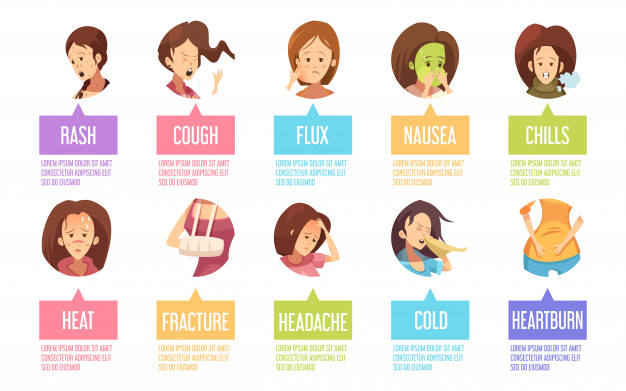 RASH
LOREM IPSUM DOLOR SIT AMET
CONSECTETUR ADIPISCING ELIT
SED DO EIUSMOD
COUGH
LOREM IPSUM DOLOR SIT AMET
CONSECTETUR ADIPISCING ELIT
SED DO EIUSMOD
FLUX
LOREM IPSUM DOLOR SIT AMET
CONSECTETUR ADIPISCING ELIT
SED DO EIUSMOD
NAUSEA
LOREM IPSUM DOLOR SIT AMET
CONSECTETUR ADIPISCING ELIT
SED DO EIUSMOD
CHILLS
LOREM IPSUM DOLOR SIT AMET
CONSECTETUR ADIPISCING ELIT
SED DO EIUSMOD
HEAT
LOREM IPSUM DOLOR SIT AMET
CONSECTETUR ADIPISCING ELIT
SED DO EIUSMOD
FRACTURE
LOREM IPSUM DOLOR SIT AMET
CONSECTETUR ADIPISCING ELIT
SED DO EIUSMOD
HEADACHE
LOREM IPSUM DOLOR SIT AMET
CONSECTETUR ADIPISCING ELIT
SED DO EIUSMOD
COLD
LOREM IPSUM DOLOR SIT AMET
CONSECTETUR ADIPISCING ELIT
SED DO EIUSMOD
HEARTBURN
LOREM IPSUM DOLOR SIT AMET
CONSECTETUR ADIPISCING ELIT
SED DO EIUSMOD